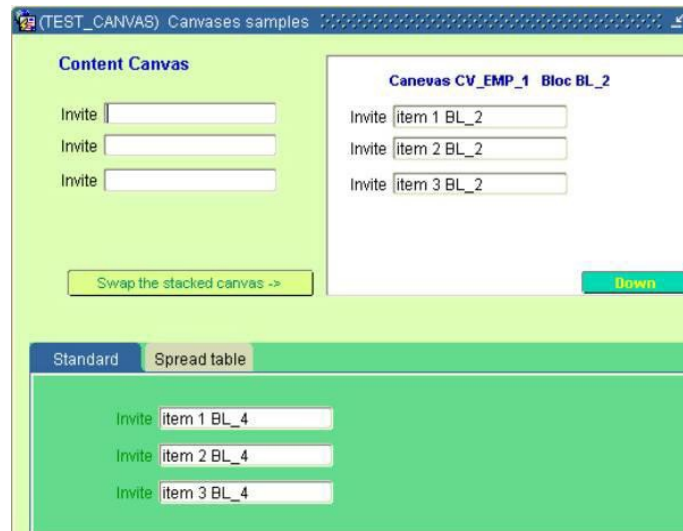 (TEST_CANVAS) Canvases samples
Content Canvas
Invite
Invite
Invite
Swap the stacked canvas ->
Canevas CV_EMP_1 Bloc BL_2
Invite item 1 BL_2
Invite item 2 BL_2
Invite item 3 BL_2
Down
Standard Spread table
Invite item 1 BL_4
Invite item 2 BL_4
Invite item 3 BL_4